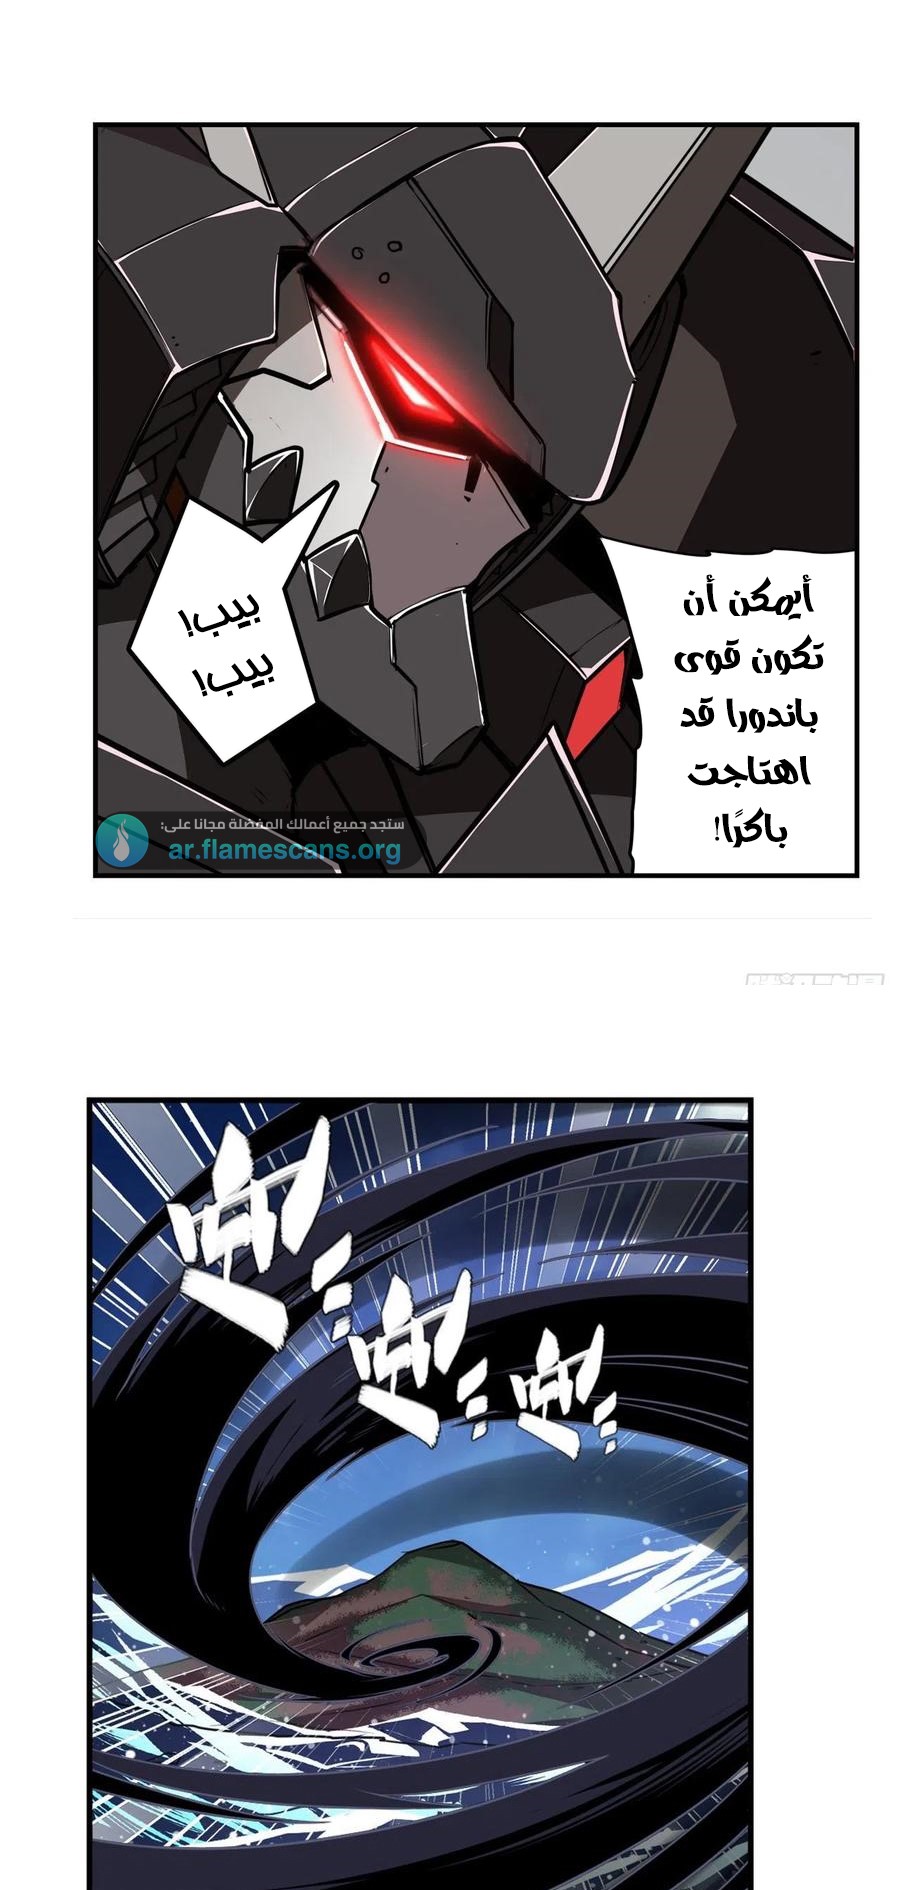 بيب!
بيب!
أيمكن أن
تكون قوى
باندورا قد
اهتاجت
باكرًا!
ستجد جميع أعمالك المفضلة مجانا على:
ar.flamescans.org